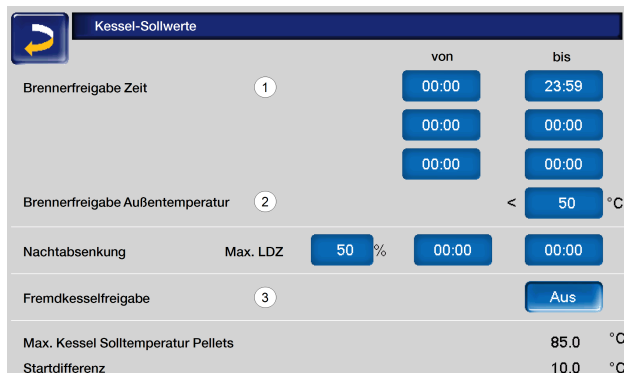 Kessel-Sollwerte
von bis
Brennerfreigabe Zeit 1 00:00 23:59
00:00 00:00
00:00 00:00
Brennerfreigabe Außentemperatur 2 < 50 °C
Nachtabsenkung Max. LDZ 50 % 00:00 00:00
Fremdkesselfreigabe 3 Aus
Max. Kessel Solltemperatur Pellets 85.0 °C
Startdifferenz 10.0 °C